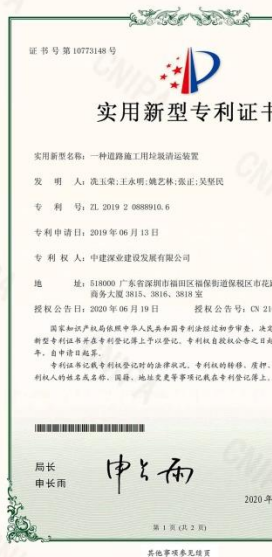 证书号第10773148号
实用新型专利证书
实用新型名称：一种道路施工用垃圾清运装置
发 明 人：冼玉荣;王永明;姚艺林;张正;吴坚民
专 利 号：ZL 2019 2 0888910.6
专利申请日：2019年06月13日
专 利 权 人：中建深业建设发展有限公司
地 址：518000 广东省深圳市福田区福保街道保税区市花路
商务大厦3815、3816、3818室
授权公告日：2020年06月19日 授权公告号：CN 21
国家知识产权局依照中华人民共和国专利法经过初步审查，决定
新型专利证书并在专利登记簿上予以登记。专利权自授权公告之日起
年，自申请日起算。
专利证书记载专利权登记时的法律状况。专利权的转移、质押、
利权人的姓名或名称、国籍、地址变更等事项记载在专利登记簿上。
局长
申长雨
申长雨
2020年
第 1 页 (共 2 页)
其他事项参见续页